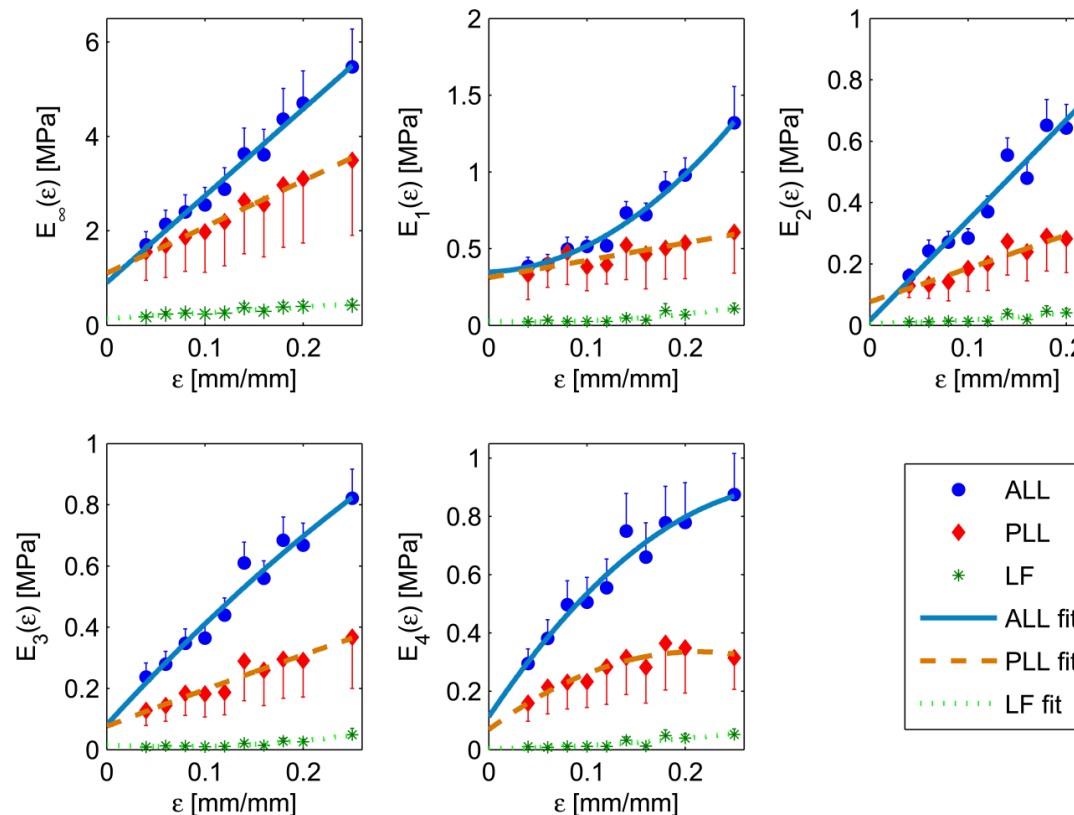 6
4
2
0
E∞(ε) [MPa]
0
0.1
0.2
ε [mm/mm]
2
1.5
1
0.5
0
E1(ε) [MPa]
0
0.1
0.2
ε [mm/mm]
1
0.8
0.6
0.4
0.2
0
E2(ε) [MPa]
0
0.1
0.2
ε [mm/mm]
1
0.8
0.6
0.4
0.2
0
E3(ε) [MPa]
0
0.1
0.2
ε [mm/mm]
1
0.8
0.6
0.4
0.2
0
E4(ε) [MPa]
0
0.1
0.2
ε [mm/mm]
ALL
PLL
LF
ALL fit
PLL fit
LF fit